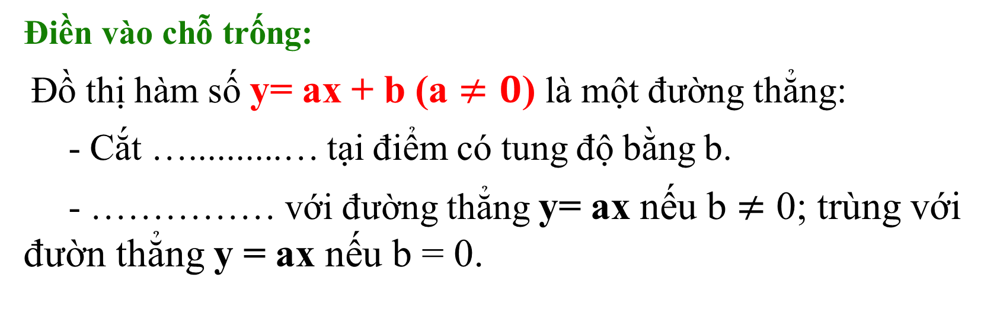 Điền vào chỗ trống:
Đồ thị hàm số y= ax + b (a ≠ 0) là một đường thẳng:
- Cắt …............… tại điểm có tung độ bằng b.
- …………… với đường thẳng y= ax nếu b ≠ 0; trùng với
đườn thẳng y = ax nếu b = 0.